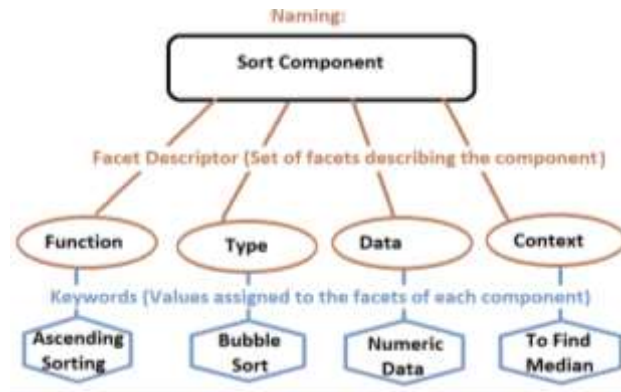 Naming:
Sort Component
Facet Descriptor (Set of facets describing the component)
Function
Type
Data
Context
Keywords (Values assigned to the facets of each component)
Ascending
Sorting
Bubble
Sort
Numeric
Data
To Find
Median